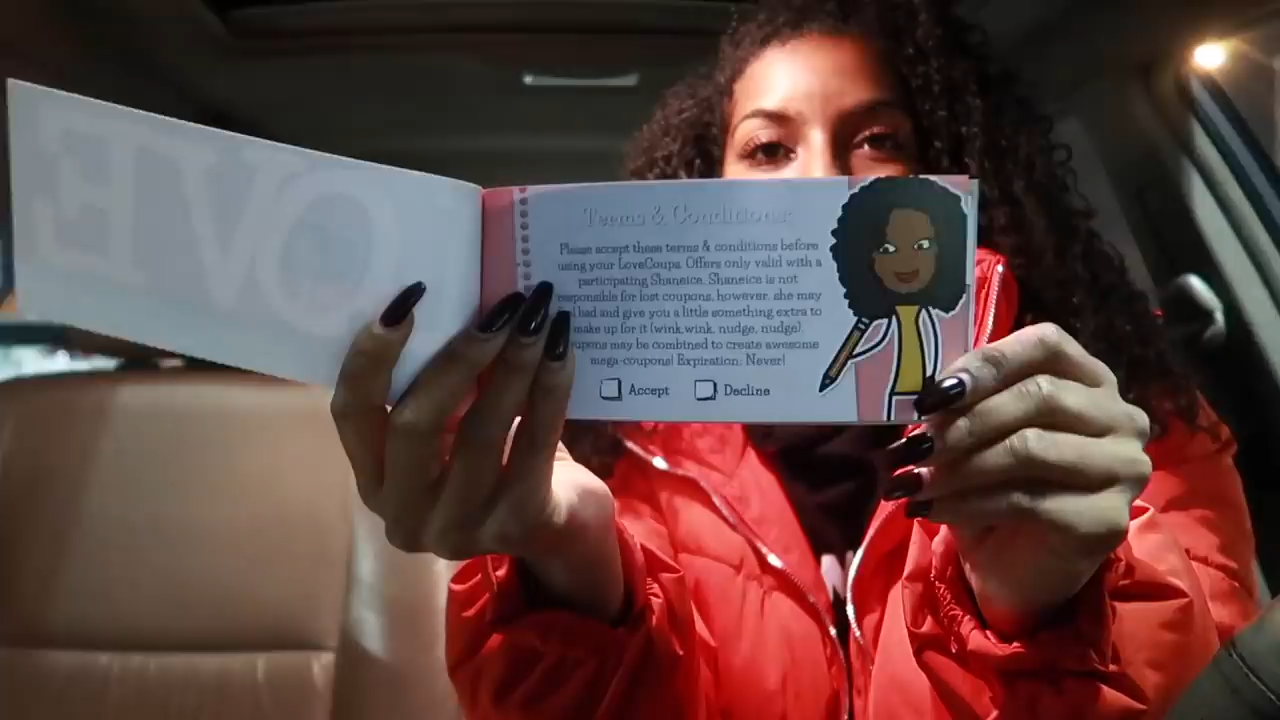 Terms & Conditions:
Please accept these terms & conditions before
using your LoveCoups. Offers only valid with a
participating Shaneice. Shaneice is not
responsible for lost coupons, however, she may
bad and give you a little something extra to
make up for it (wink wink, nudge, nudge).
may be combined to create awesome
mega-coupons! Expiration: Never!
Accept Decline